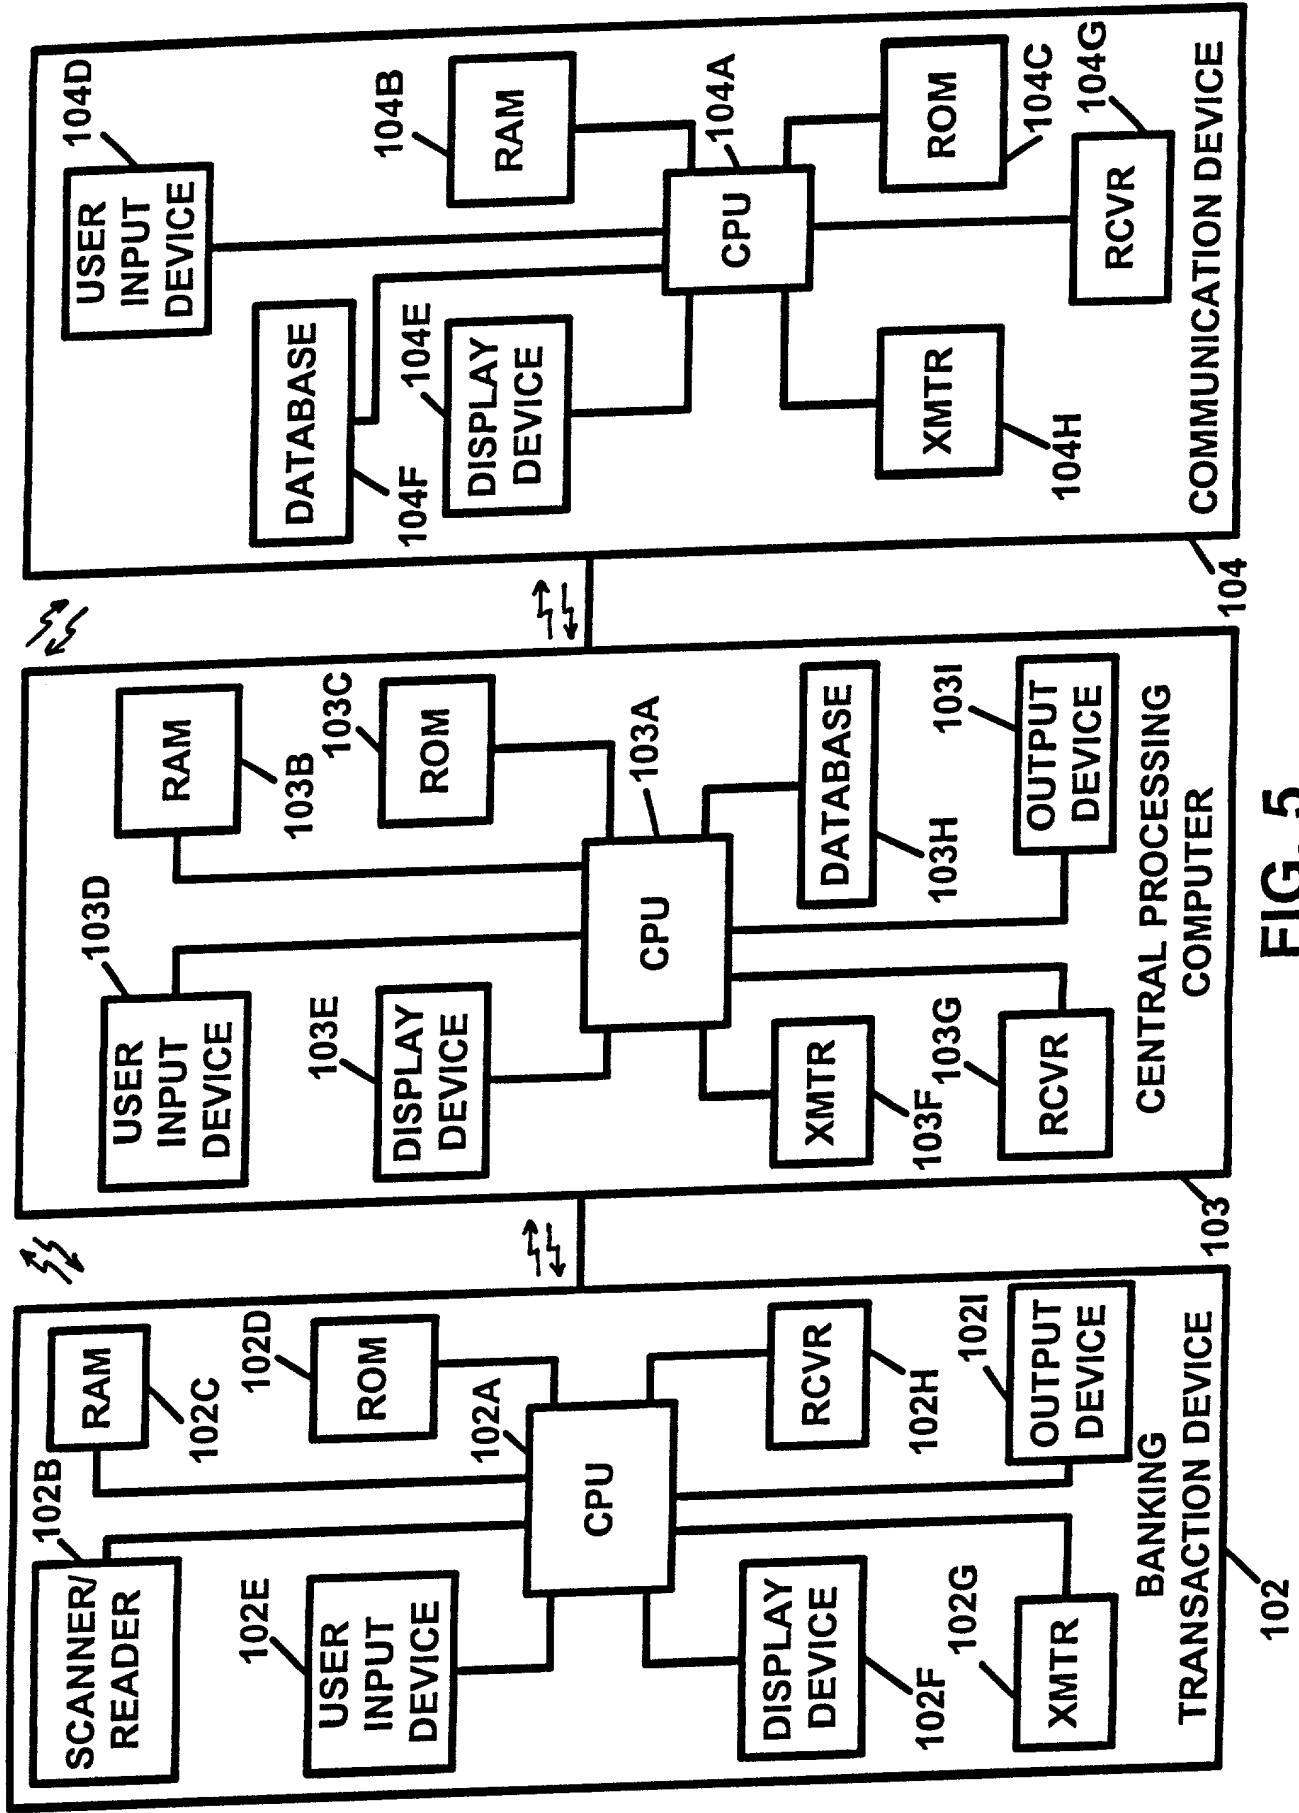 SCANNER/
READER
102B
RAM
102C
USER
INPUT
DEVICE
102E
ROM
102D
CPU
102A
DISPLAY
DEVICE
102F
RCVR
102H
XMTR
102G
OUTPUT
DEVICE
102I
BANKING
TRANSACTION DEVICE
102
USER
INPUT
DEVICE
103D
RAM
103B
DISPLAY
DEVICE
103E
ROM
103C
CPU
103A
XMTR
103F
DATABASE
103H
RCVR
103G
OUTPUT
DEVICE
103I
CENTRAL PROCESSING
COMPUTER
103
USER
INPUT
DEVICE
104D
DATABASE
104F
DISPLAY
DEVICE
104E
RAM
104B
CPU
104A
XMTR
104H
ROM
104C
RCVR
104G
COMMUNICATION DEVICE
104
FIG. 5